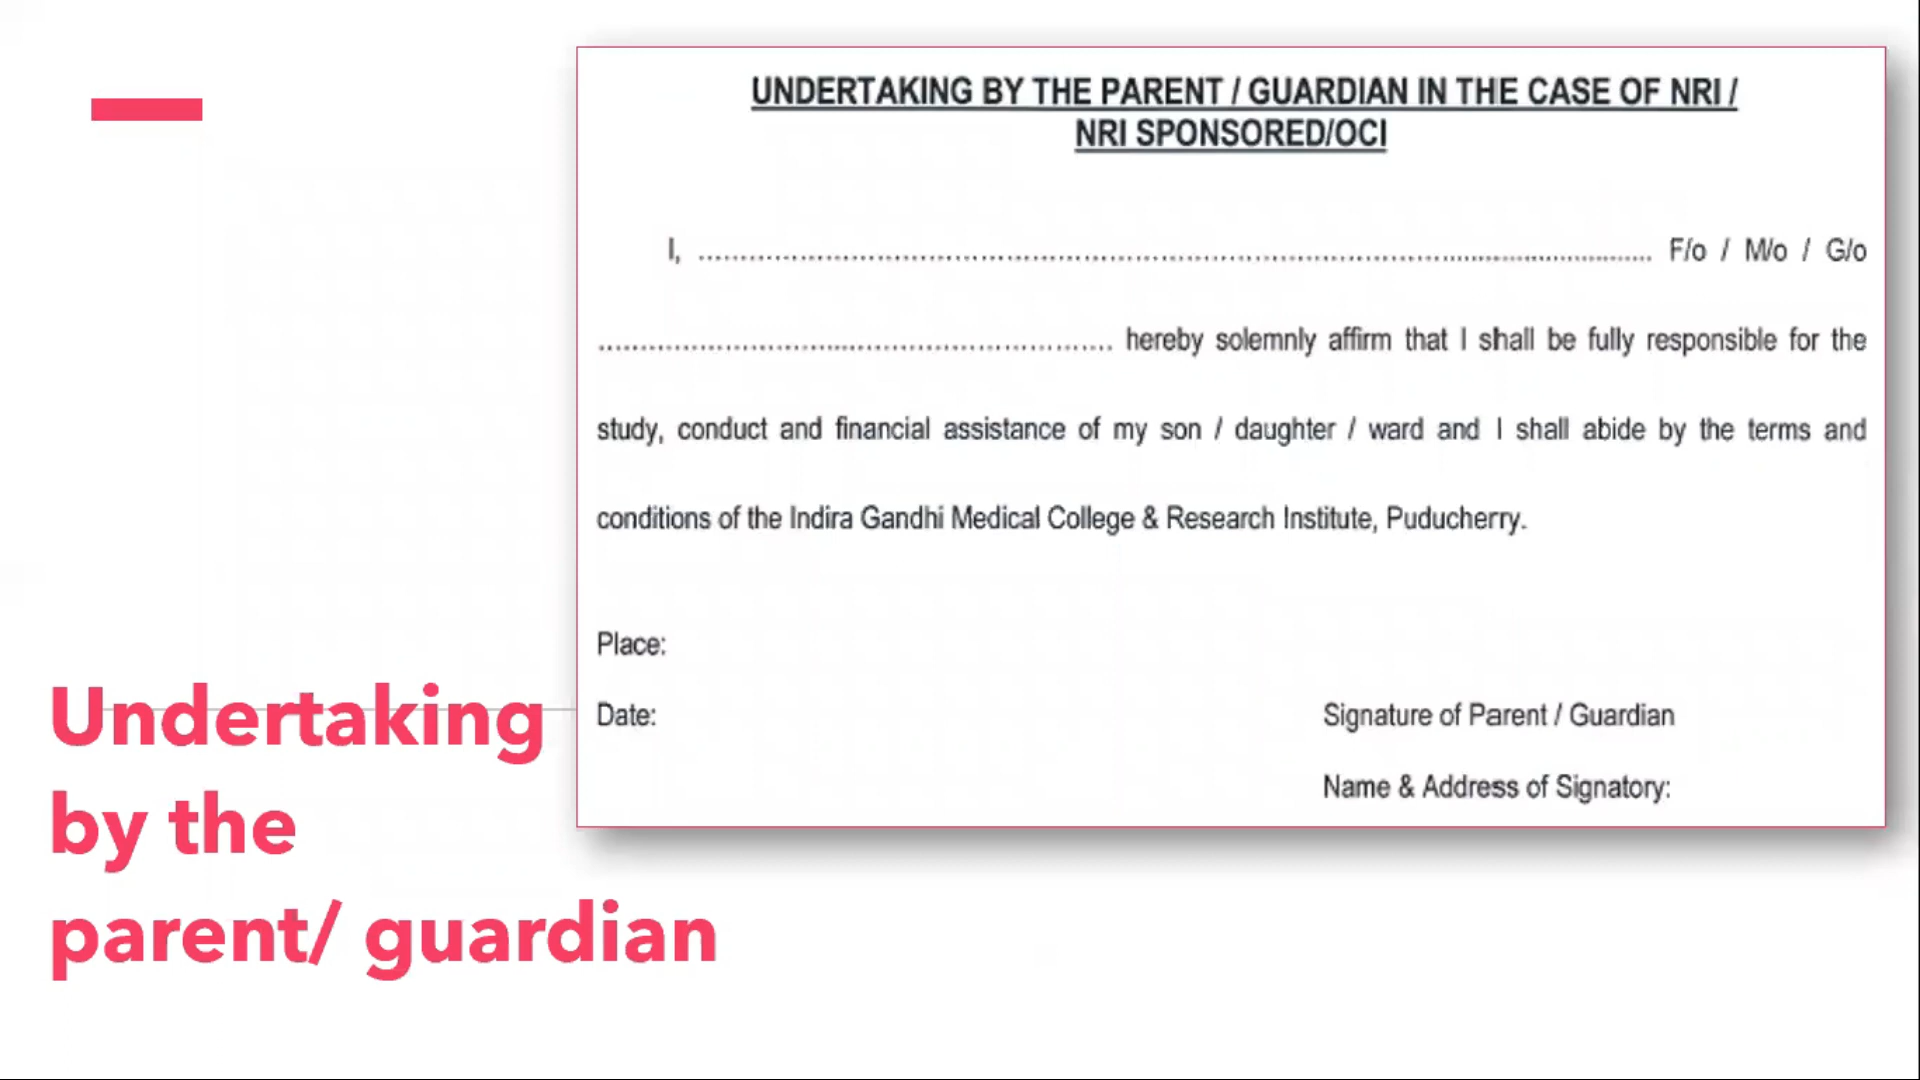 UNDERTAKING BY THE PARENT / GUARDIAN IN THE CASE OF NRI /
NRI SPONSORED/OCI
I, ........................................................................................................................ F/o / M/o / G/o
................................................................ hereby solemnly affirm that I shall be fully responsible for the
study, conduct and financial assistance of my son / daughter / ward and I shall abide by the terms and
conditions of the Indira Gandhi Medical College & Research Institute, Puducherry.
Place:
Date:
Signature of Parent / Guardian
Name & Address of Signatory:
Undertaking
by the
parent/ guardian